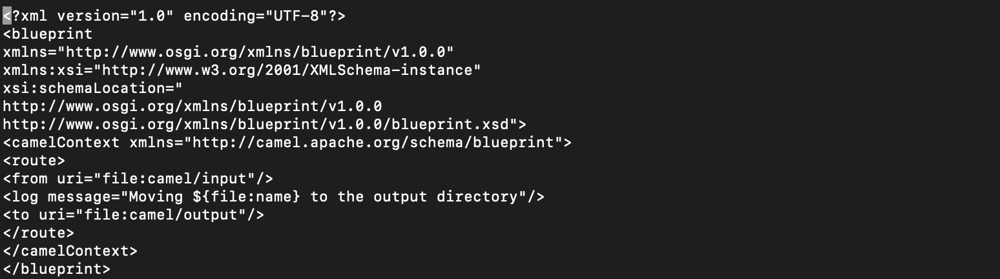 <?xml version="1.0" encoding="UTF-8"?>
<blueprint
xmlns="http://www.osgi.org/xmlns/blueprint/v1.0.0"
xmlns:xsi="http://www.w3.org/2001/XMLSchema-instance"
xsi:schemaLocation="
http://www.osgi.org/xmlns/blueprint/v1.0.0
http://www.osgi.org/xmlns/blueprint/v1.0.0/blueprint.xsd">
<camelContext xmlns="http://camel.apache.org/schema/blueprint">
<route>
<from uri="file:camel/input"/>
<log message="Moving ${file:name} to the output directory"/>
<to uri="file:camel/output"/>
</route>
</camelContext>
</blueprint>